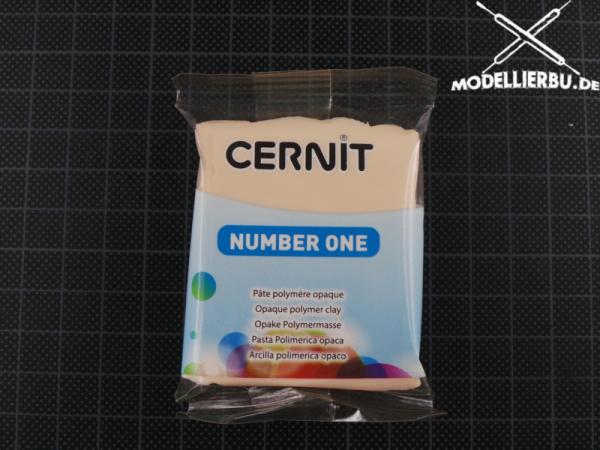 MODELLIERBU.DE
CERNIT®
NUMBER ONE
Pâte polymère opaque
Opaque polymer clay
Opake Polymermasse
Pasta Polimerica opaca
Arcilla polimerica opaco